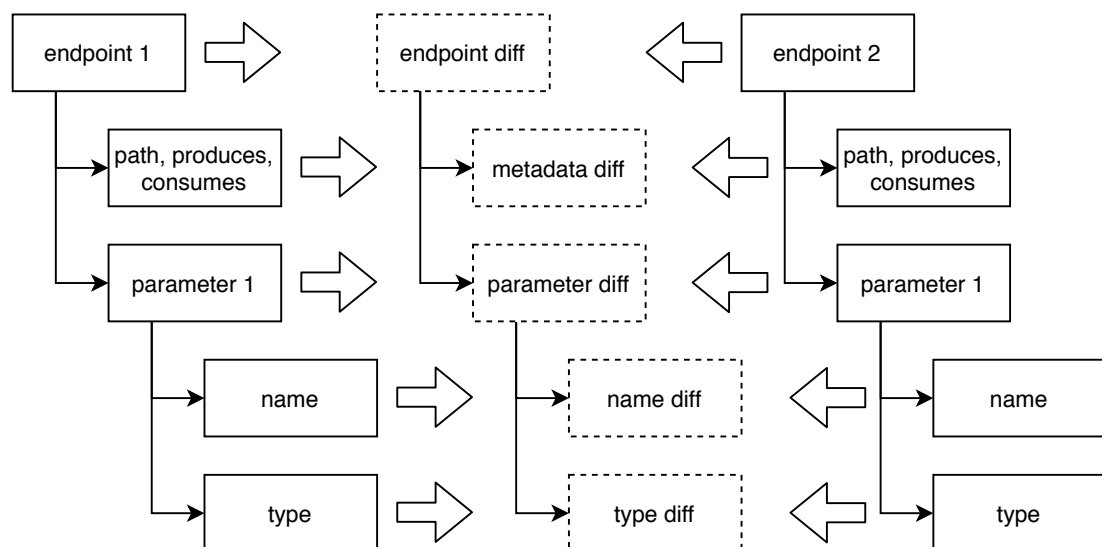 endpoint 1
endpoint diff
endpoint 2
path, produces,
consumes
metadata diff
path, produces,
consumes
parameter 1
parameter diff
parameter 1
name
name diff
name
type
type diff
type